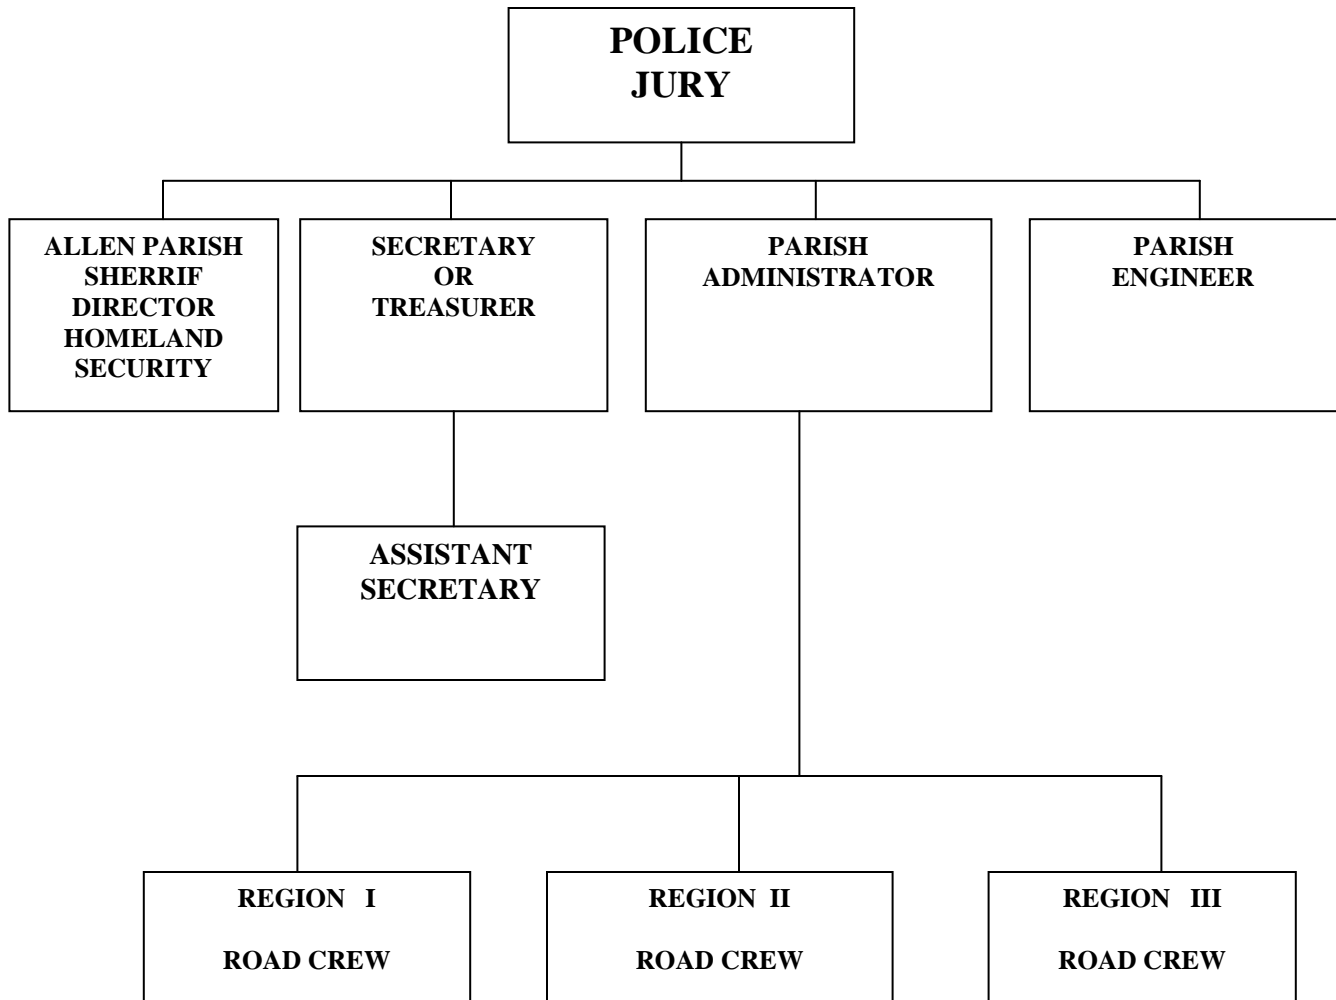 POLICE
JURY
ALLEN PARISH
SHERRIF
DIRECTOR
HOMELAND
SECURITY
SECRETARY
OR
TREASURER
PARISH
ADMINISTRATOR
PARISH
ENGINEER
ASSISTANT
SECRETARY
REGION I
ROAD CREW
REGION II
ROAD CREW
REGION III
ROAD CREW